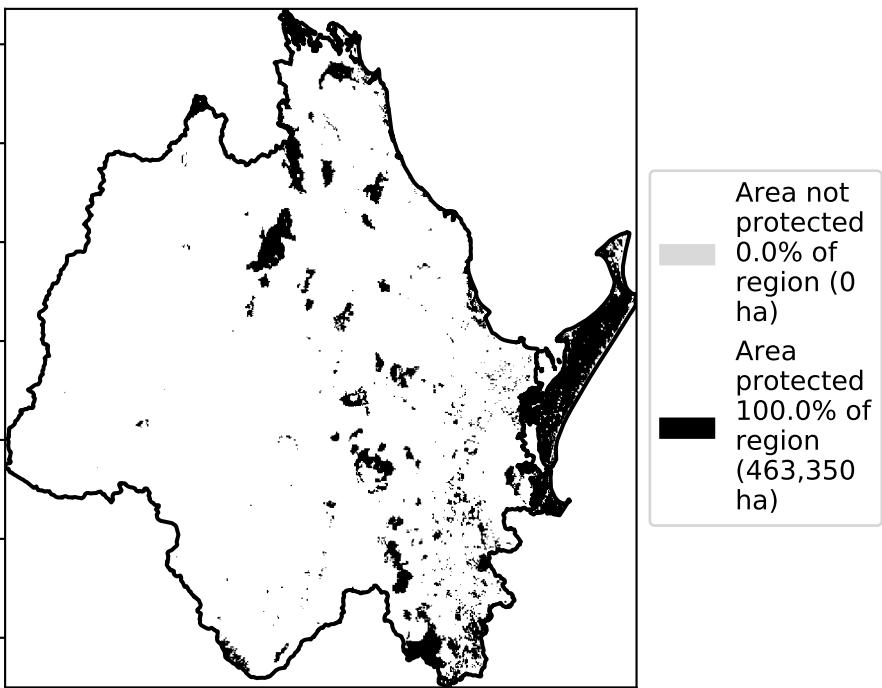 Area not
protected
0.0% of
region (0
ha)
Area
protected
100.0% of
region
(463,350
ha)